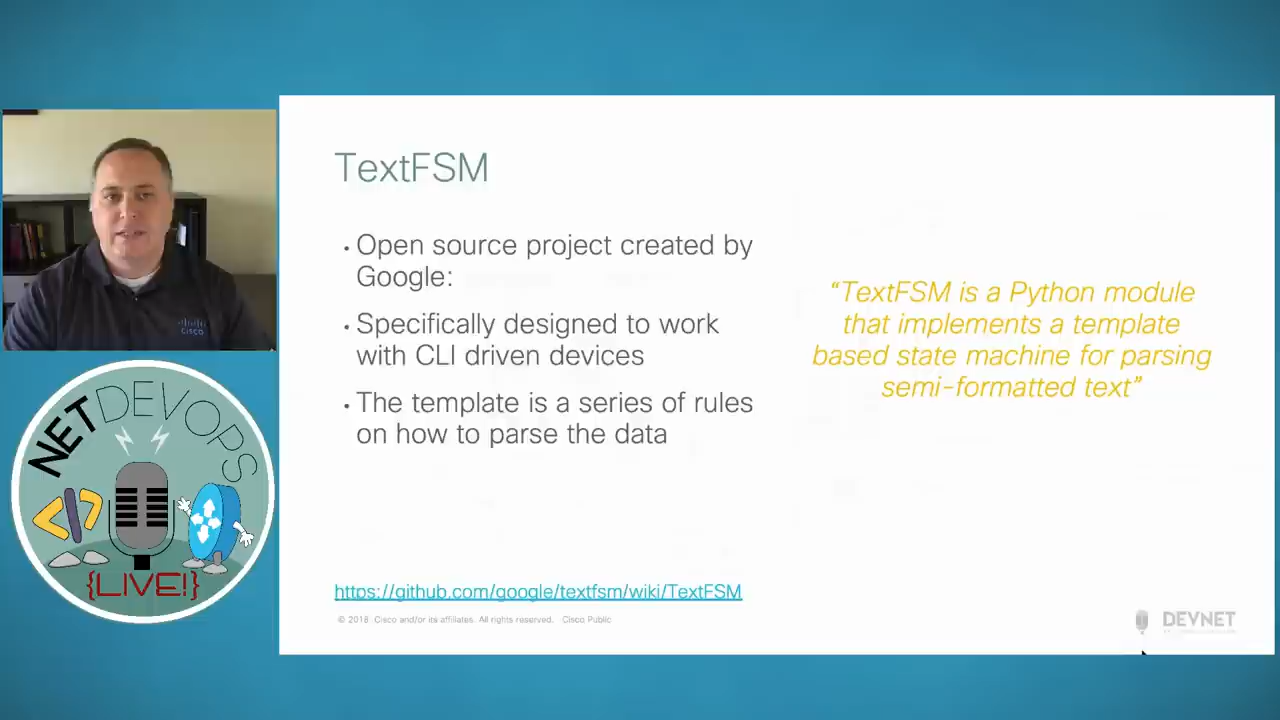 TextFSM
• Open source project created by
Google:
• Specifically designed to work
with CLI driven devices
• The template is a series of rules
on how to parse the data
“TextFSM is a Python module
that implements a template
based state machine for parsing
semi-formatted text”
https://github.com/google/textfsm/wiki/TextFSM
© 2018 Cisco and/or its affiliates. All rights reserved. Cisco Public
DEVNET
CISCO
NETDEVOPS
</>
{LIVE!}